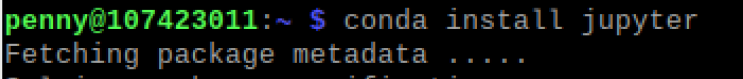 penny@107423011:~ $ conda install jupyter
Fetching package metadata .....